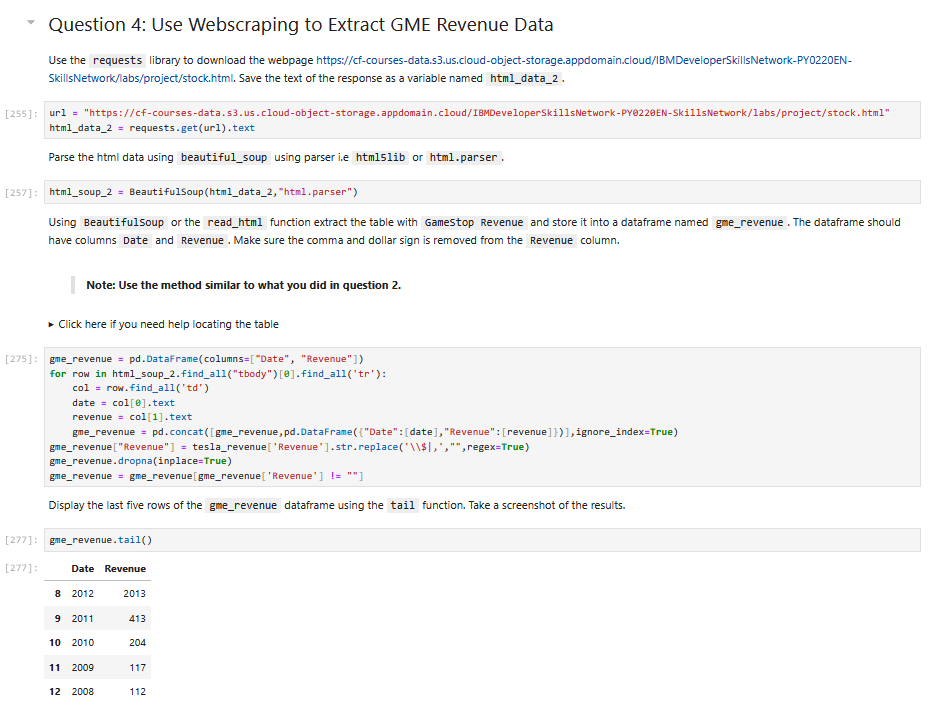 Question 4: Use Webscraping to Extract GME Revenue Data
Use the requests library to download the webpage https://cf-courses-data.s3.us.cloud-object-storage.appdomain.cloud/IBMDeveloperSkillsNetwork-PY0220EN-
SkillsNetwork/labs/project/stock.html. Save the text of the response as a variable named html_data_2.
[255]: url = "https://cf-courses-data.s3.us.cloud-object-storage.appdomain.cloud/IBMDeveloperSkillsNetwork-PY0220EN-SkillsNetwork/labs/project/stock.html"
html_data_2 = requests.get(url).text
Parse the html data using beautiful_soup using parser i.e html5lib or html.parser.
[257]: html_soup_2 = BeautifulSoup(html_data_2,"html.parser")
Using BeautifulSoup or the read_html function extract the table with GameStop Revenue and store it into a dataframe named gme_revenue. The dataframe should
have columns Date and Revenue. Make sure the comma and dollar sign is removed from the Revenue column.
Note: Use the method similar to what you did in question 2.
▸ Click here if you need help locating the table
[275]: gme_revenue = pd.DataFrame(columns=["Date", "Revenue"])
for row in html_soup_2.find_all("tbody")[0].find_all('tr'):
    col = row.find_all('td')
    date = col[0].text
    revenue = col[1].text
    gme_revenue = pd.concat([gme_revenue,pd.DataFrame({"Date":[date],"Revenue":[revenue]})],ignore_index=True)
gme_revenue["Revenue"] = tesla_revenue['Revenue'].str.replace('\\$|,',"",regex=True)
gme_revenue.dropna(inplace=True)
gme_revenue = gme_revenue[gme_revenue['Revenue'] != ""]
Display the last five rows of the gme_revenue dataframe using the tail function. Take a screenshot of the results.
[277]: gme_revenue.tail()
[277]: Date Revenue
8 2012 2013
9 2011 413
10 2010 204
11 2009 117
12 2008 112